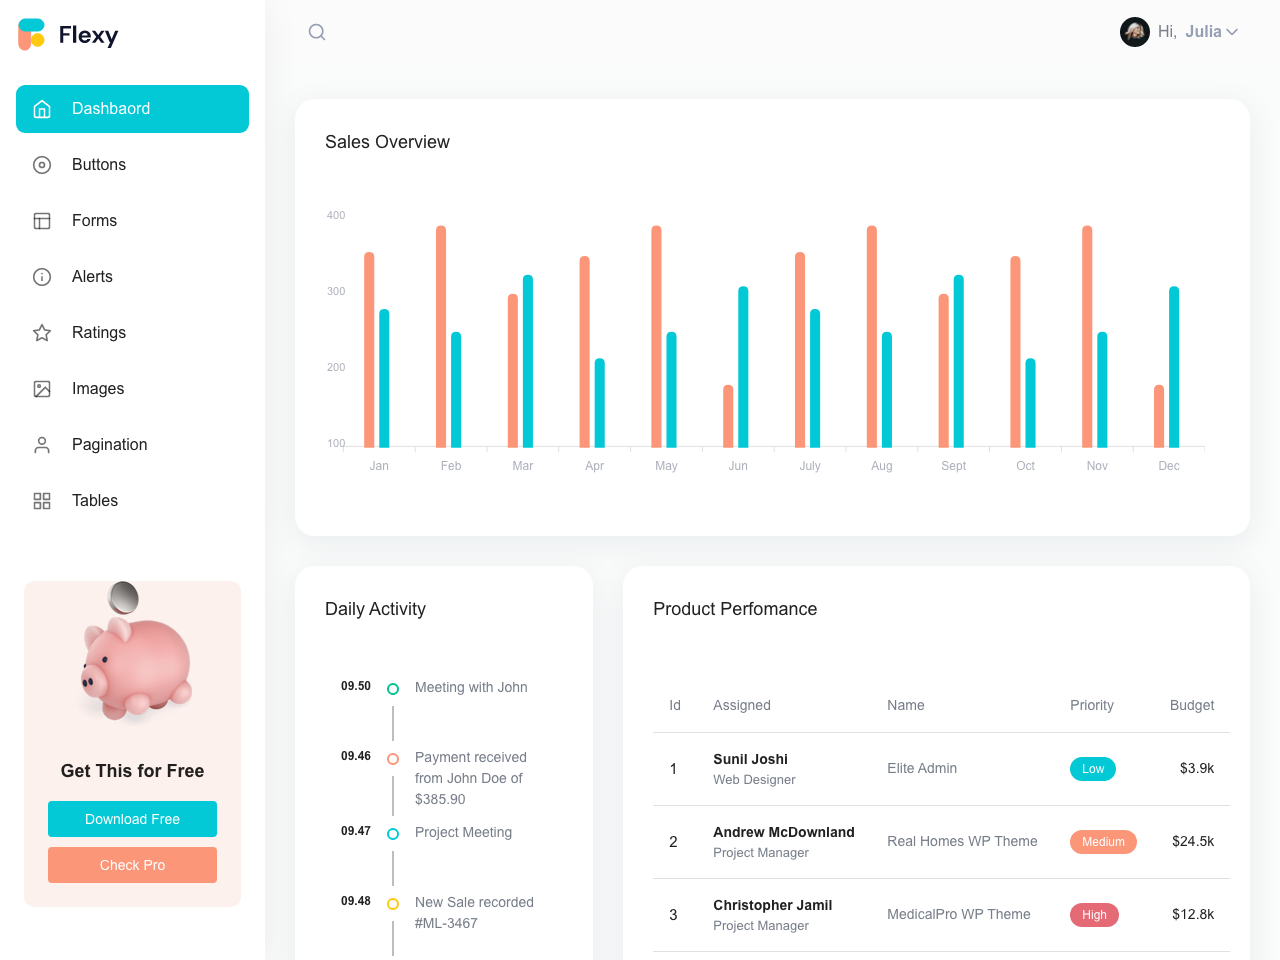 Flexy
Hi, Julia
Dashbaord
Buttons
Forms
Alerts
Ratings
Images
Pagination
Tables
Get This for Free
Download Free
Check Pro
Sales Overview
400
300
200
100
Jan Feb Mar Apr May Jun July Aug Sept Oct Nov Dec
Daily Activity
09.50 Meeting with John
09.46 Payment received
from John Doe of
$385.90
09.47 Project Meeting
09.48 New Sale recorded
#ML-3467
Product Perfomance
Id Assigned Name Priority Budget
1 Sunil Joshi Elite Admin Low $3.9k
Web Designer
2 Andrew McDownland Real Homes WP Theme Medium $24.5k
Project Manager
3 Christopher Jamil MedicalPro WP Theme High $12.8k
Project Manager